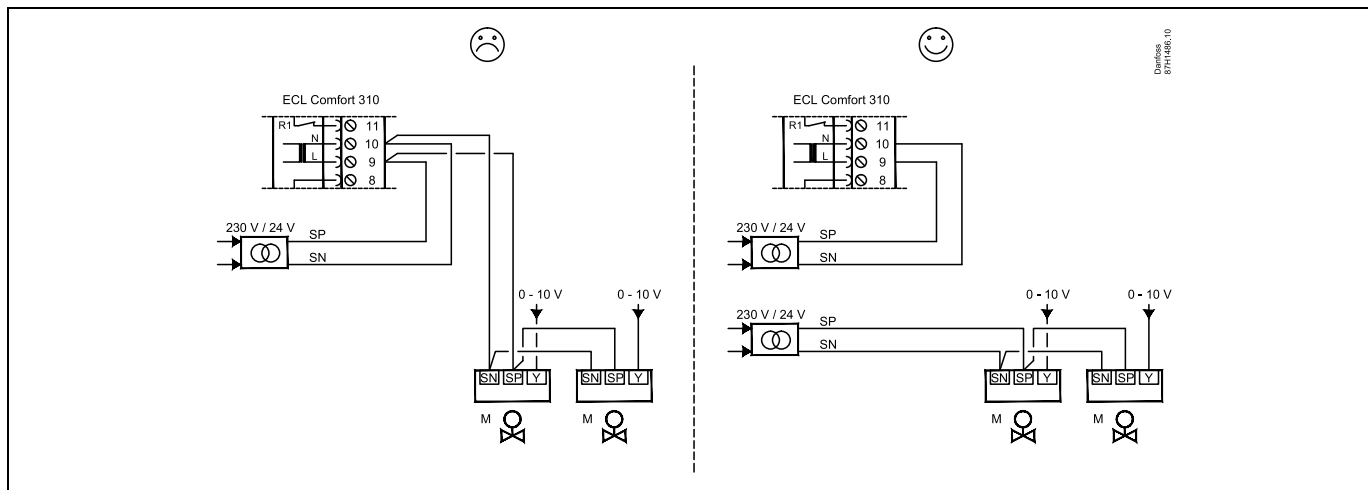 Danfoss
87H1486.10
ECL Comfort 310
R1
11
N
10
L
9
8
230 V / 24 V
SP
SN
0 - 10 V
0 - 10 V
SN SP Y
SN SP Y
M
M
ECL Comfort 310
R1
11
N
10
L
9
8
230 V / 24 V
SP
SN
230 V / 24 V
SP
SN
0 - 10 V
0 - 10 V
SN SP Y
SN SP Y
M
M